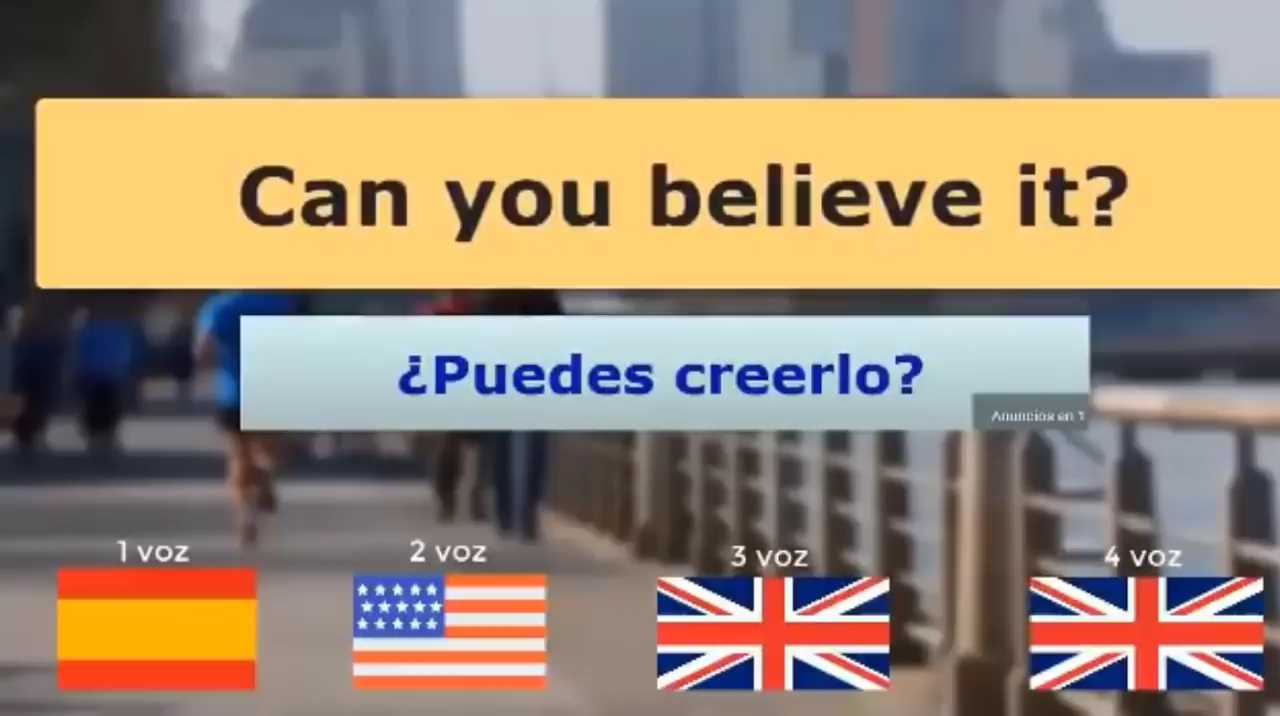 Can you believe it?
¿Puedes creerlo?
Anuncios en 1
1 voz
2 voz
3 voz
4 voz